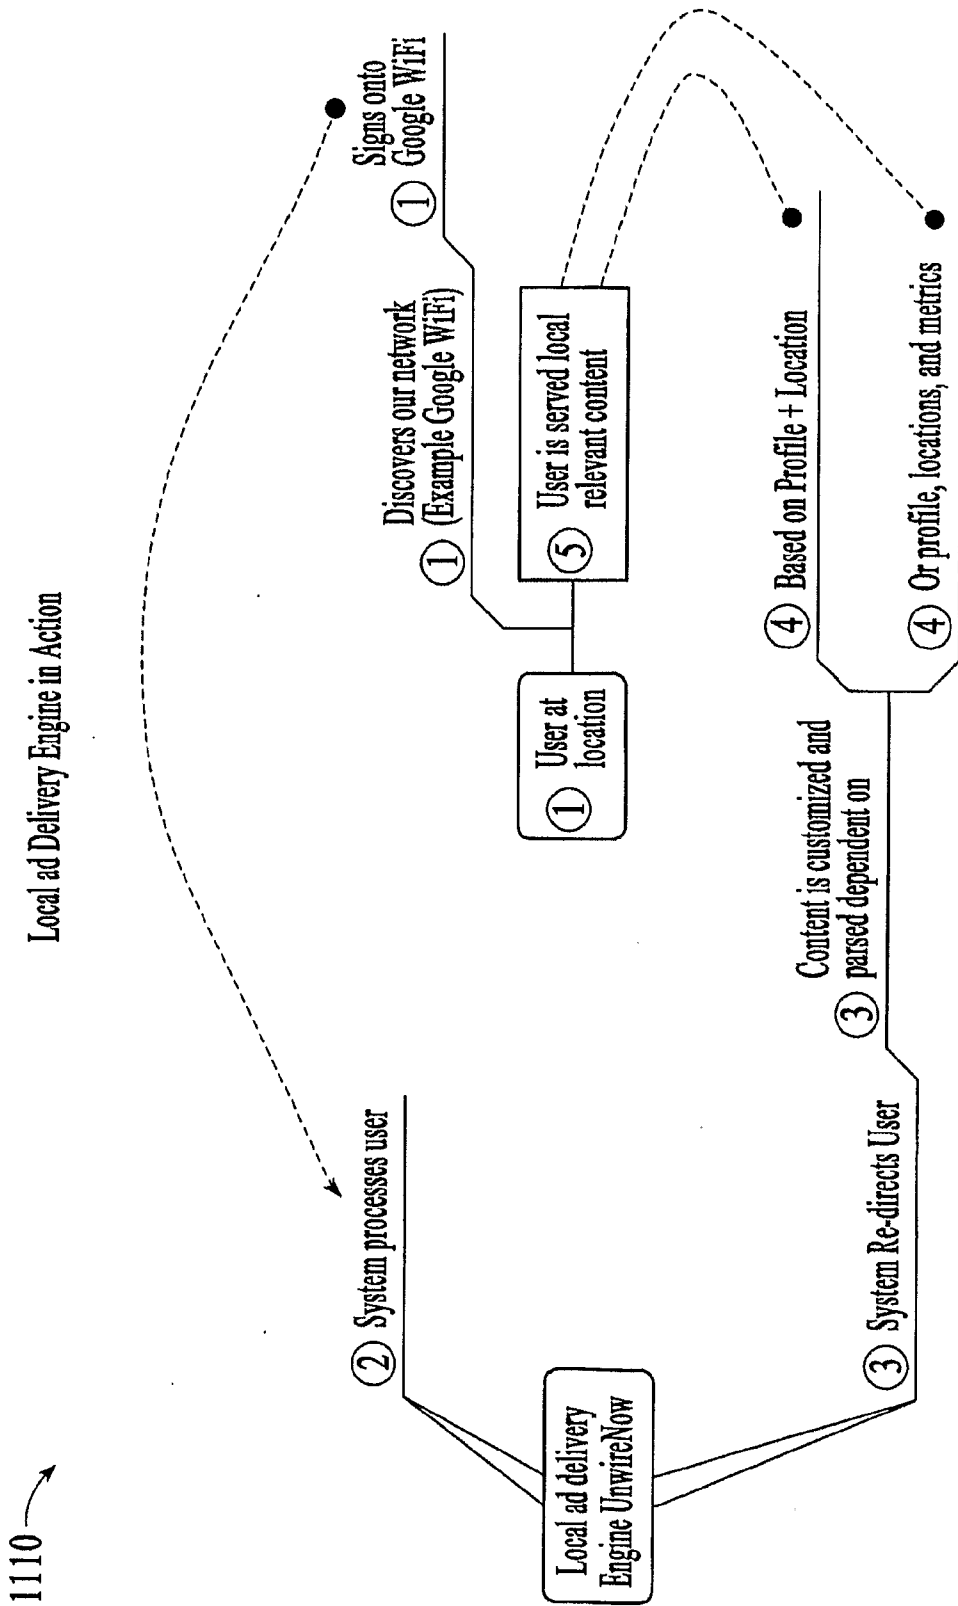 1110
Local ad Delivery Engine in Action
② System processes user
Local ad delivery
Engine UnwireNow
③ System Re-directs User
Content is customized and
③ parsed dependent on
④ Based on Profile + Location
④ Or profile, locations, and metrics
User at
① location
Discovers our network
① (Example Google WiFi)
Signs onto
① Google WiFi
User is served local
⑤ relevant content